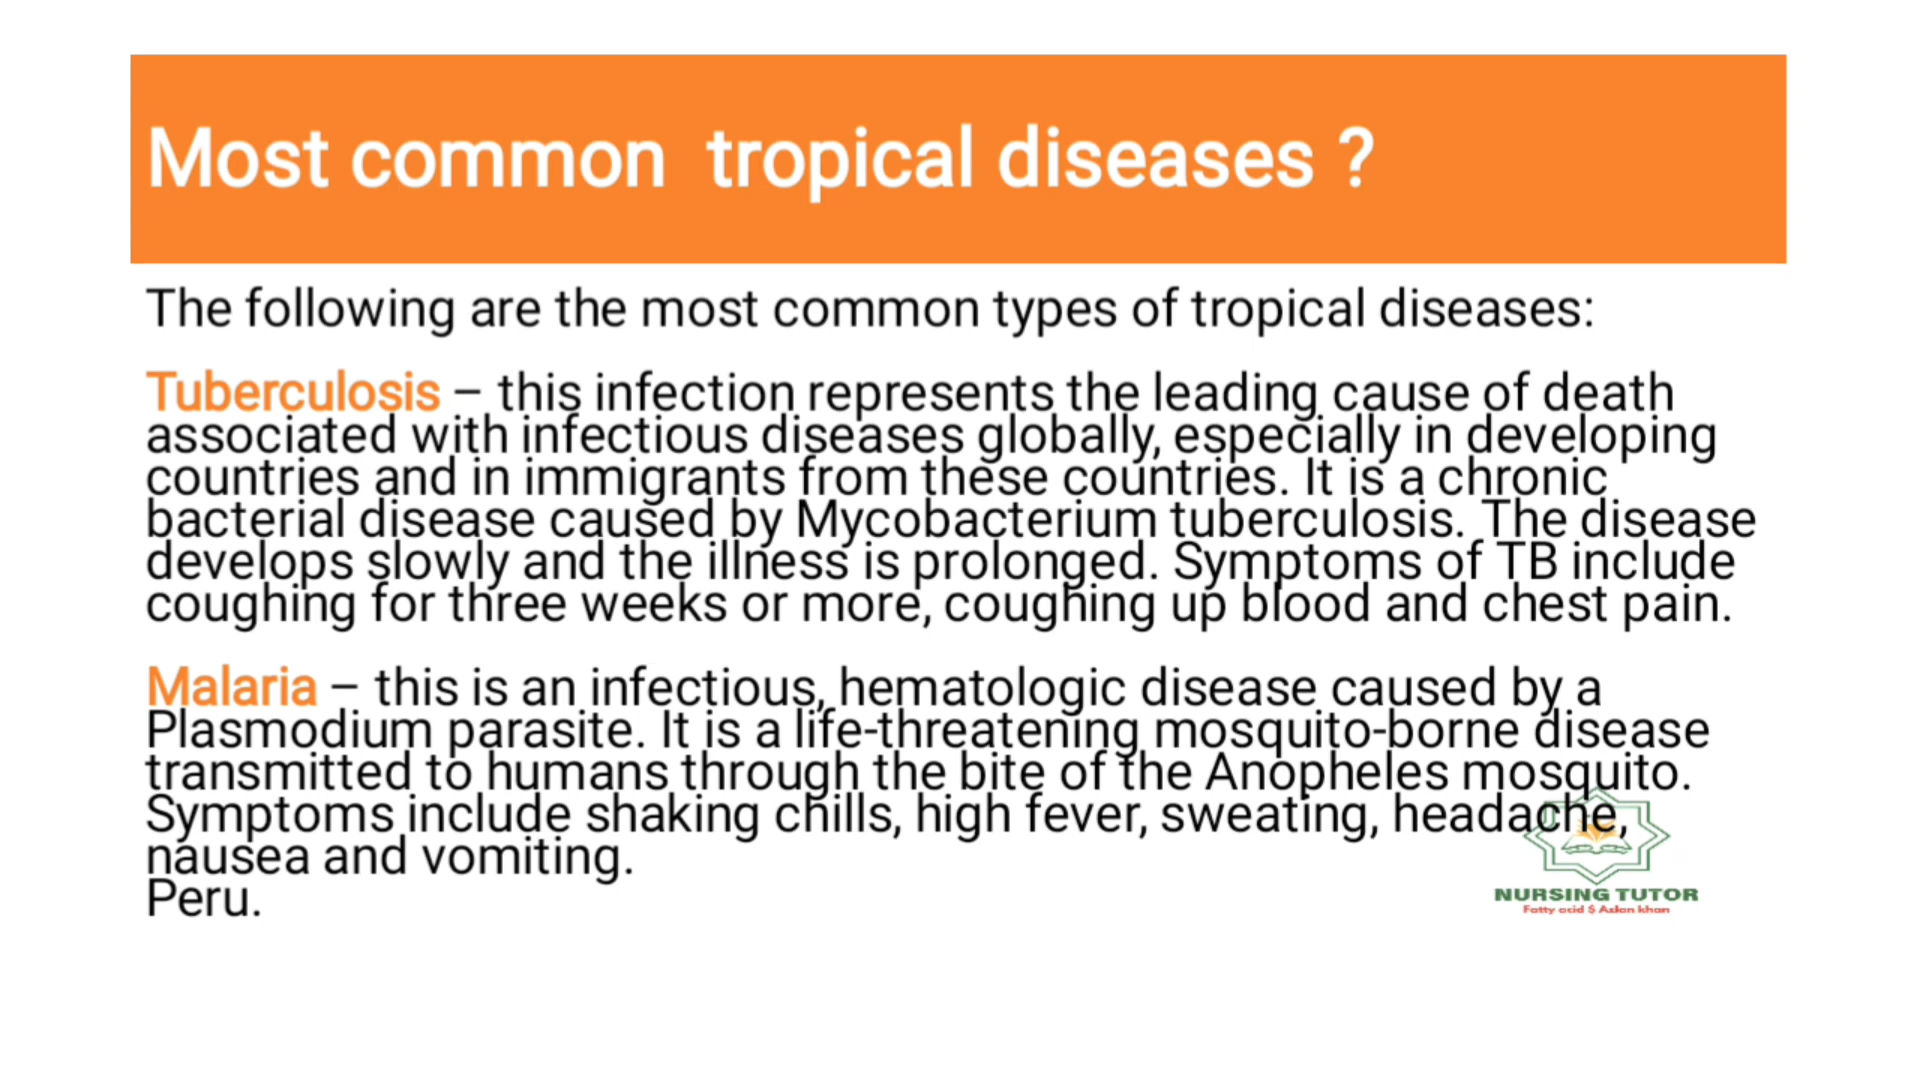 Most common  tropical diseases ?
The following are the most common types of tropical diseases:
Tuberculosis – this infection represents the leading cause of death
associated with infectious diseases globally, especially in developing
countries and in immigrants from these countries. It is a chronic
bacterial disease caused by Mycobacterium tuberculosis. The disease
develops slowly and the illness is prolonged. Symptoms of TB include
coughing for three weeks or more, coughing up blood and chest pain.
Malaria – this is an infectious, hematologic disease caused by a
Plasmodium parasite. It is a life-threatening mosquito-borne disease
transmitted to humans through the bite of the Anopheles mosquito.
Symptoms include shaking chills, high fever, sweating, headache,
nausea and vomiting.
Peru.
NURSING TUTOR
Fatty acid $ Azlan khan